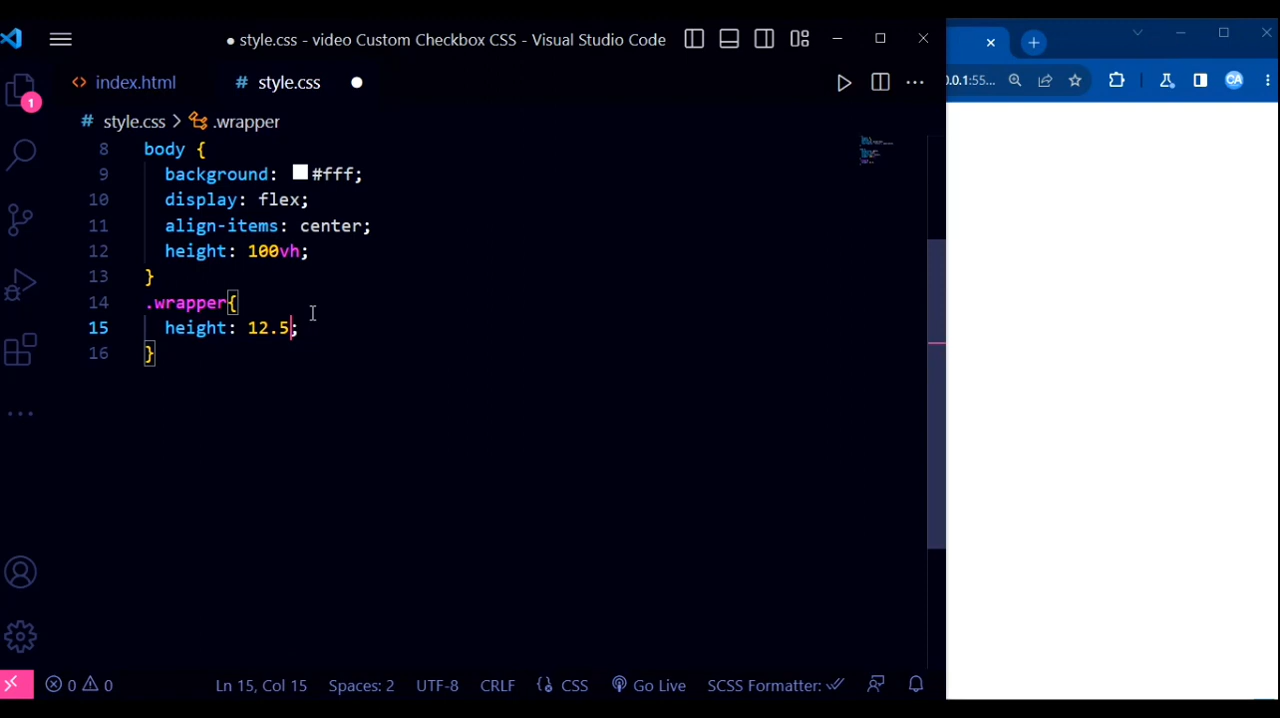 style.css - video Custom Checkbox CSS - Visual Studio Code
index.html
# style.css
1
0.0.1:55...
CA
# style.css > .wrapper
8 body {
9 background: #fff;
10 display: flex;
11 align-items: center;
12 height: 100vh;
13 }
14 .wrapper{
15 height: 12.5;
16 }
0 0 Ln 15, Col 15 Spaces: 2 UTF-8 CRLF {} CSS Go Live SCSS Formatter: